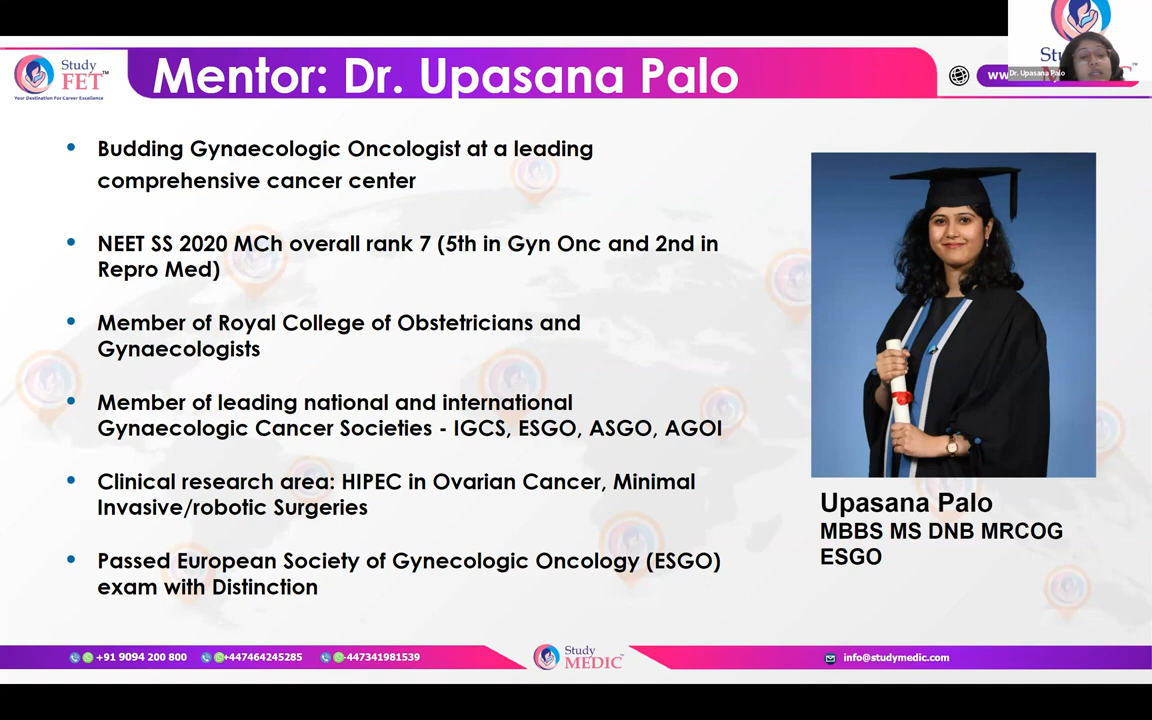 Study
FET™
Your Destination For Career Excellence
Mentor: Dr. Upasana Palo
ww
Stu
Dr. Upasana Palo
• Budding Gynaecologic Oncologist at a leading
comprehensive cancer center
• NEET SS 2020 MCh overall rank 7 (5th in Gyn Onc and 2nd in
Repro Med)
• Member of Royal College of Obstetricians and
Gynaecologists
• Member of leading national and international
Gynaecologic Cancer Societies - IGCS, ESGO, ASGO, AGOI
• Clinical research area: HIPEC in Ovarian Cancer, Minimal
Invasive/robotic Surgeries
• Passed European Society of Gynecologic Oncology (ESGO)
exam with Distinction
Upasana Palo
MBBS MS DNB MRCOG
ESGO
+91 9094 200 800
+447464245285
447341981539
Study
MEDIC™
info@studymedic.com